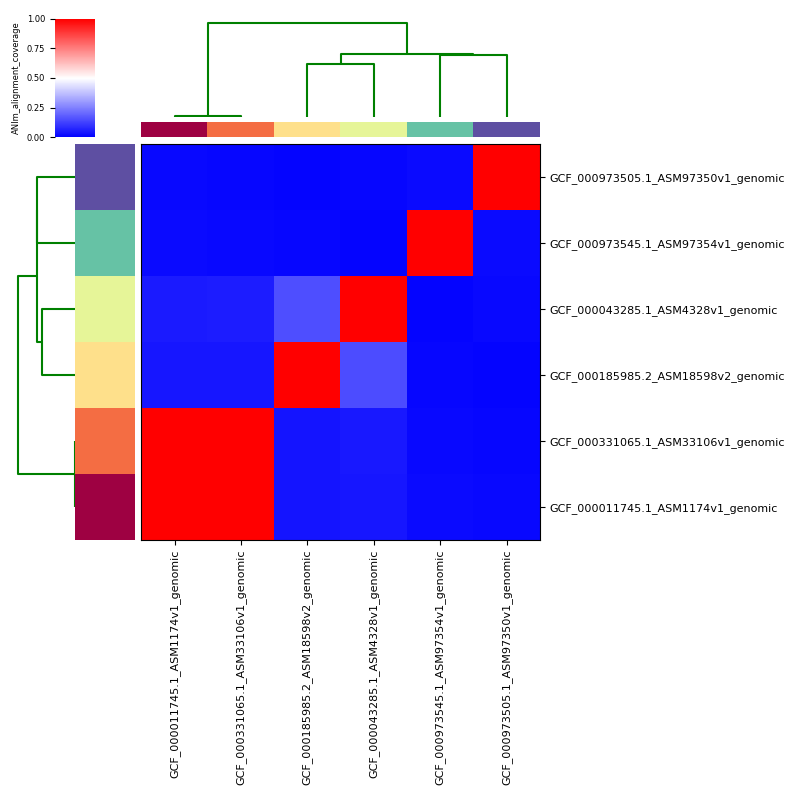 ANIm_alignment_coverage
1.00
0.75
0.50
0.25
0.00
GCF_000973505.1_ASM97350v1_genomic
GCF_000973545.1_ASM97354v1_genomic
GCF_000043285.1_ASM4328v1_genomic
GCF_000185985.2_ASM18598v2_genomic
GCF_000331065.1_ASM33106v1_genomic
GCF_000011745.1_ASM1174v1_genomic
GCF_000011745.1_ASM1174v1_genomic
GCF_000331065.1_ASM33106v1_genomic
GCF_000185985.2_ASM18598v2_genomic
GCF_000043285.1_ASM4328v1_genomic
GCF_000973545.1_ASM97354v1_genomic
GCF_000973505.1_ASM97350v1_genomic